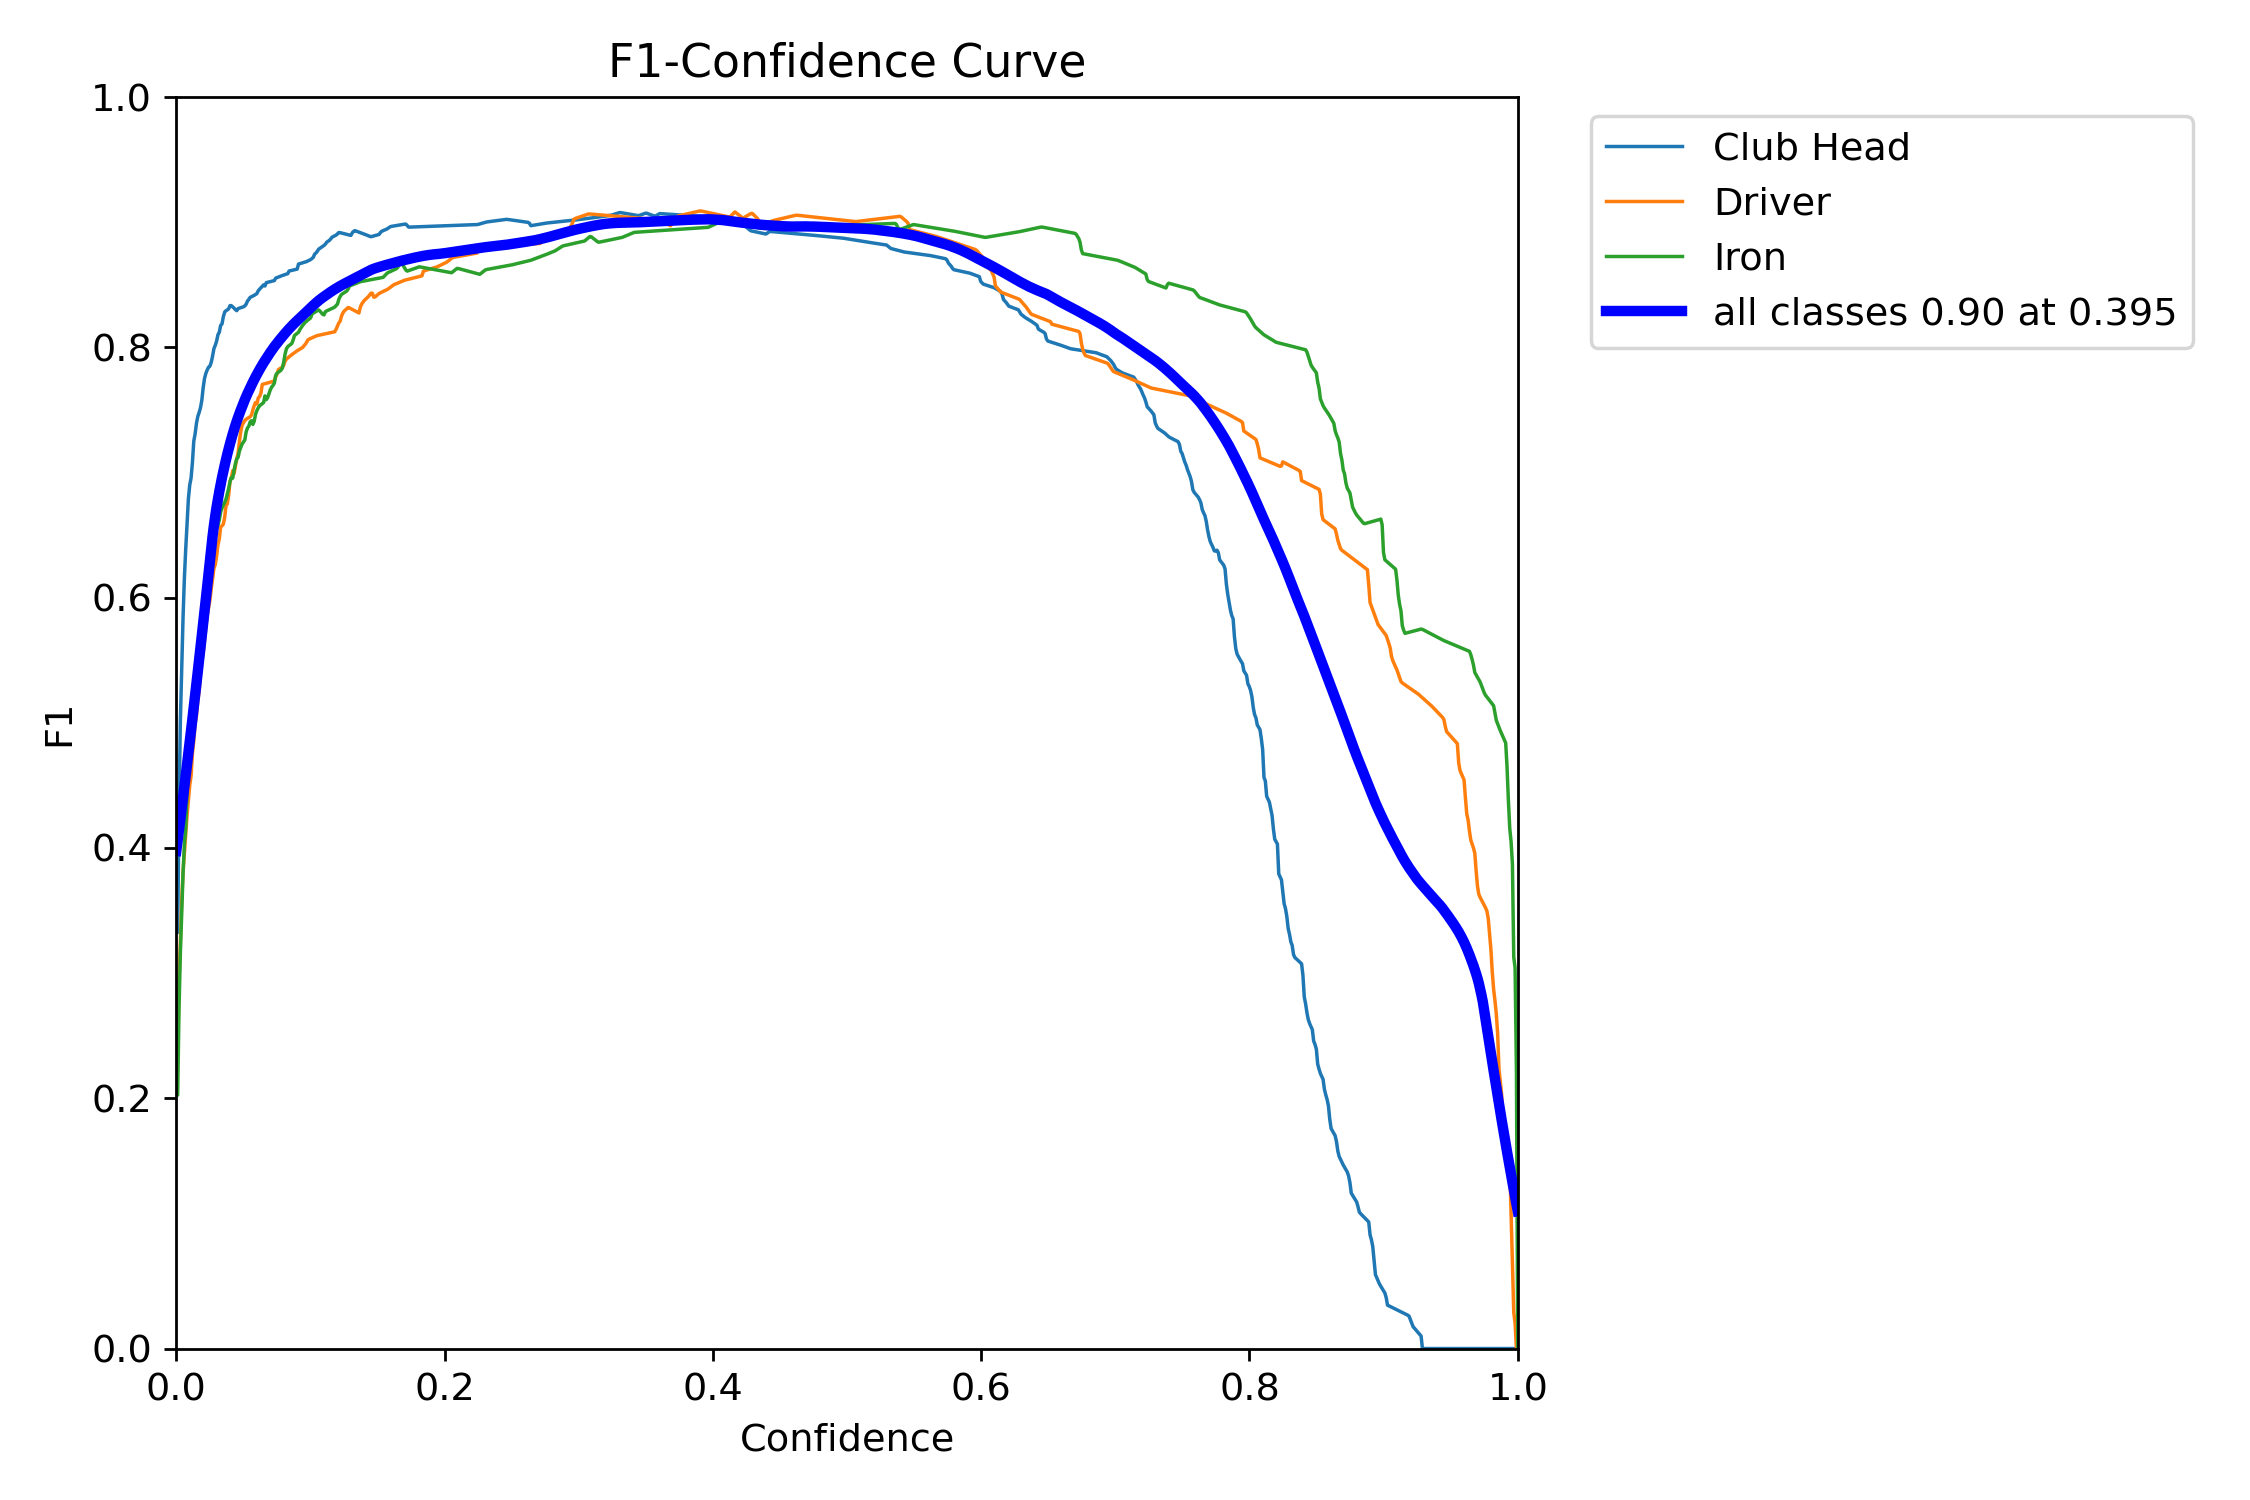 F1-Confidence Curve
1.0
0.8
0.6
0.4
0.2
0.0
F1
0.0 0.2 0.4 0.6 0.8 1.0
Confidence
Club Head
Driver
Iron
all classes 0.90 at 0.395